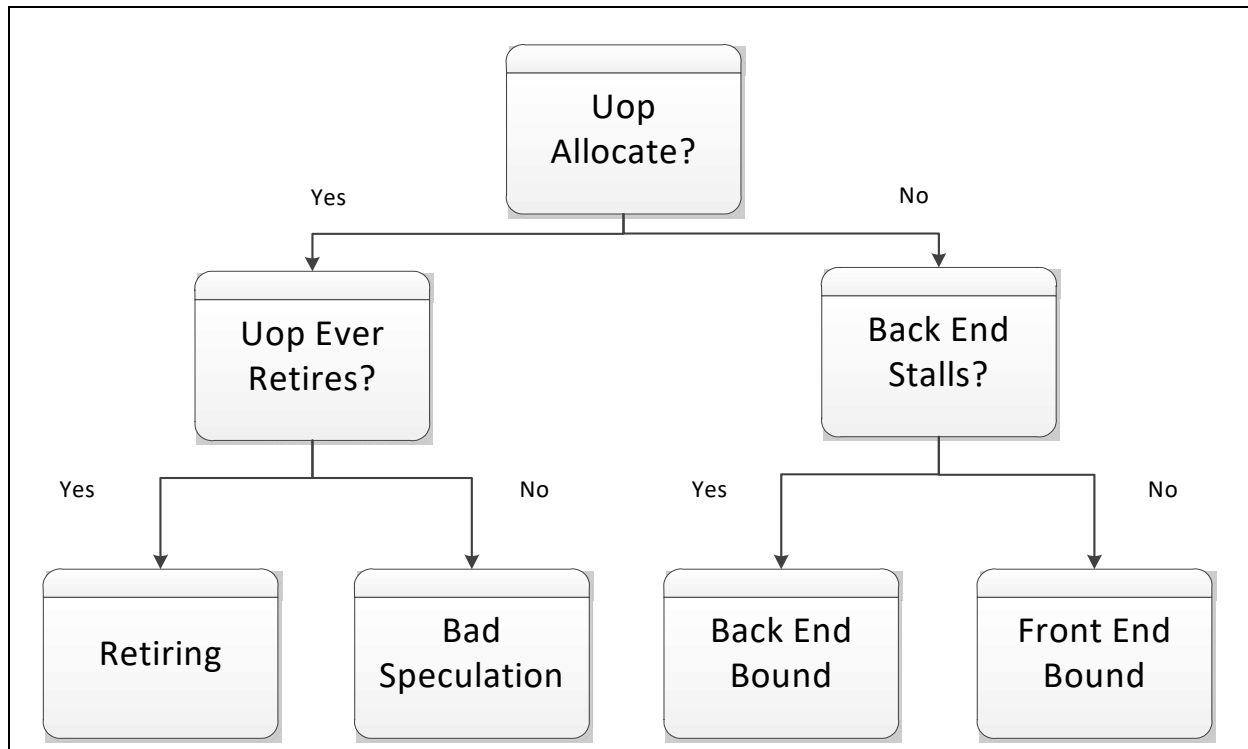 Uop
Allocate?
Yes
No
Uop Ever
Retires?
Back End
Stalls?
Yes
No
Yes
No
Retiring
Bad
Speculation
Back End
Bound
Front End
Bound